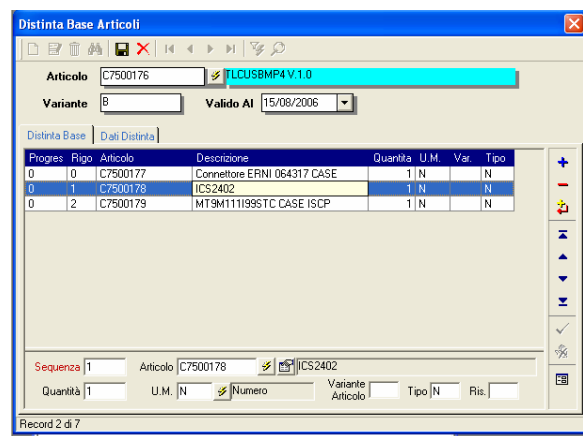 Distinta Base Articoli
Articolo C7500176 TLCUSBMP4 V.1.0
Variante B Valido Al 15/08/2006
Distinta Base Dati Distinta
Progres Rigo Articolo Descrizione Quantita U.M. Var. Tipo
0 0 C7500177 Connettore ERNI 064317 CASE 1 N N
0 1 C7500178 ICS2402 1 N N
0 2 C7500179 MT9M111I99STC CASE ISCP 1 N N
Sequenza 1 Articolo C7500178 ICS2402
Quantità 1 U.M. N Numero Variante Articolo Tipo N Ris.
Record 2 di 7